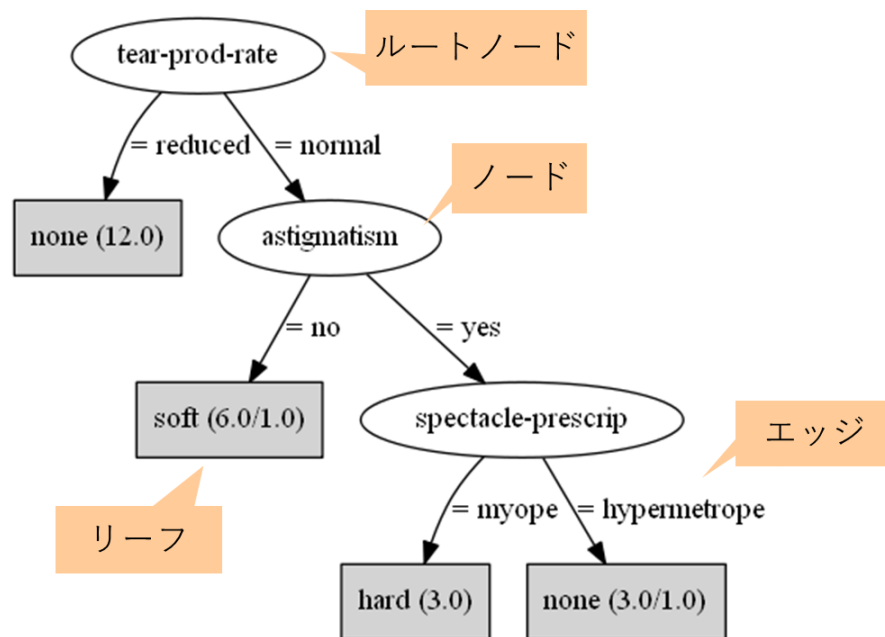 tear-prod-rate
ルートノード
= reduced
= normal
ノード
none (12.0)
astigmatism
= no
= yes
soft (6.0/1.0)
spectacle-prescrip
エッジ
リーフ
= myope
= hypermetrope
hard (3.0)
none (3.0/1.0)